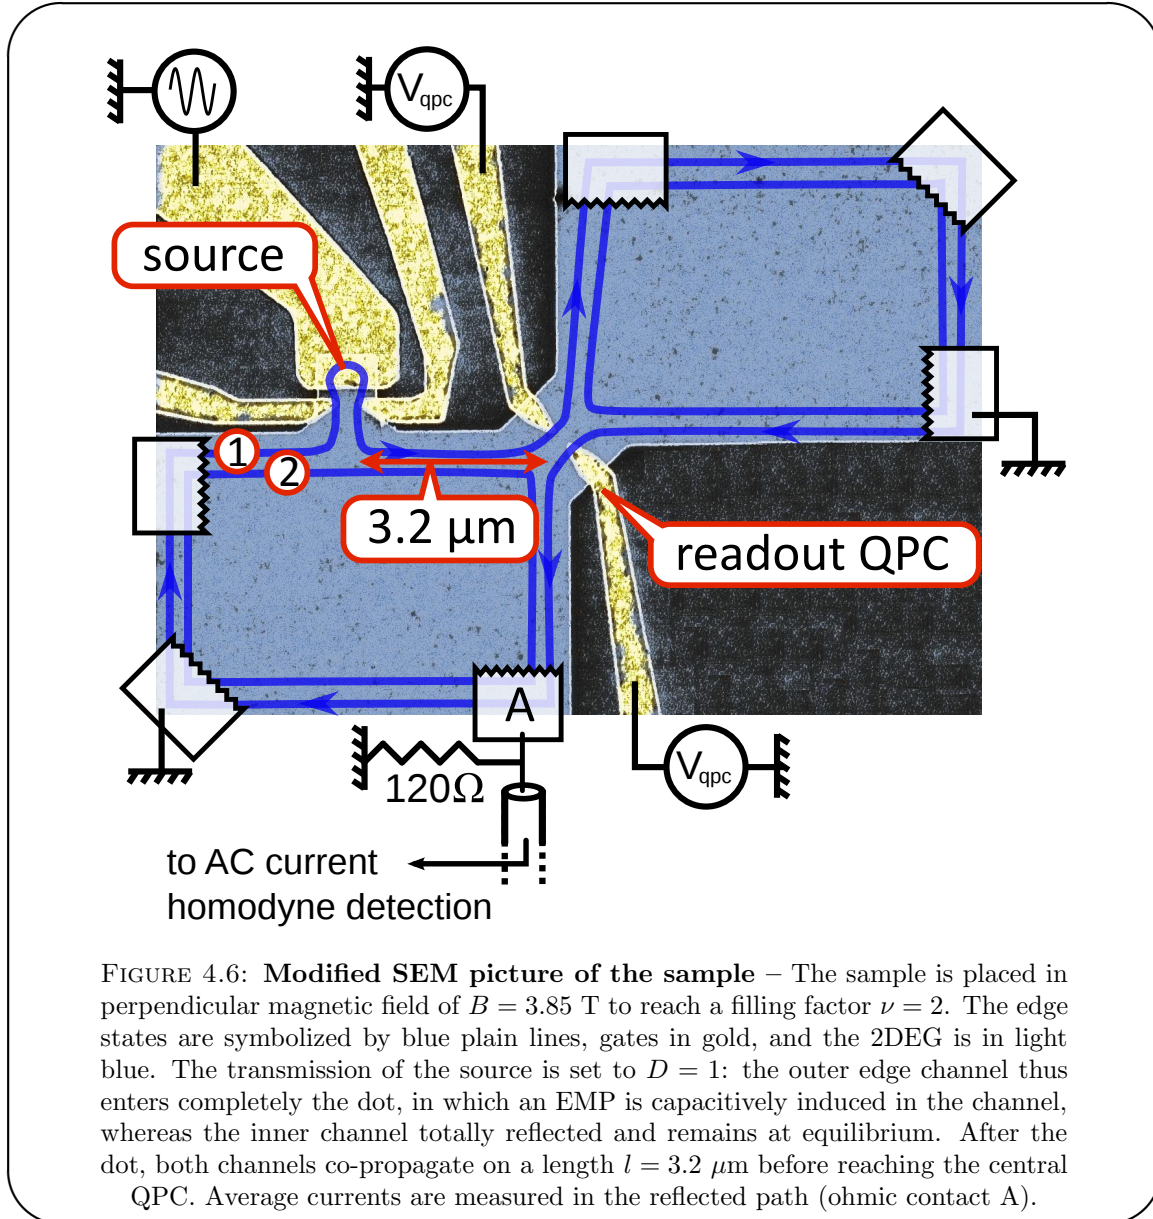 V_qpc
source
1
2
3.2 μm
readout QPC
A
120Ω
V_qpc
to AC current
homodyne detection
FIGURE 4.6: Modified SEM picture of the sample – The sample is placed in
perpendicular magnetic field of B = 3.85 T to reach a filling factor ν = 2. The edge
states are symbolized by blue plain lines, gates in gold, and the 2DEG is in light
blue. The transmission of the source is set to D = 1: the outer edge channel thus
enters completely the dot, in which an EMP is capacitively induced in the channel,
whereas the inner channel totally reflected and remains at equilibrium. After the
dot, both channels co-propagate on a length l = 3.2 μm before reaching the central
QPC. Average currents are measured in the reflected path (ohmic contact A).